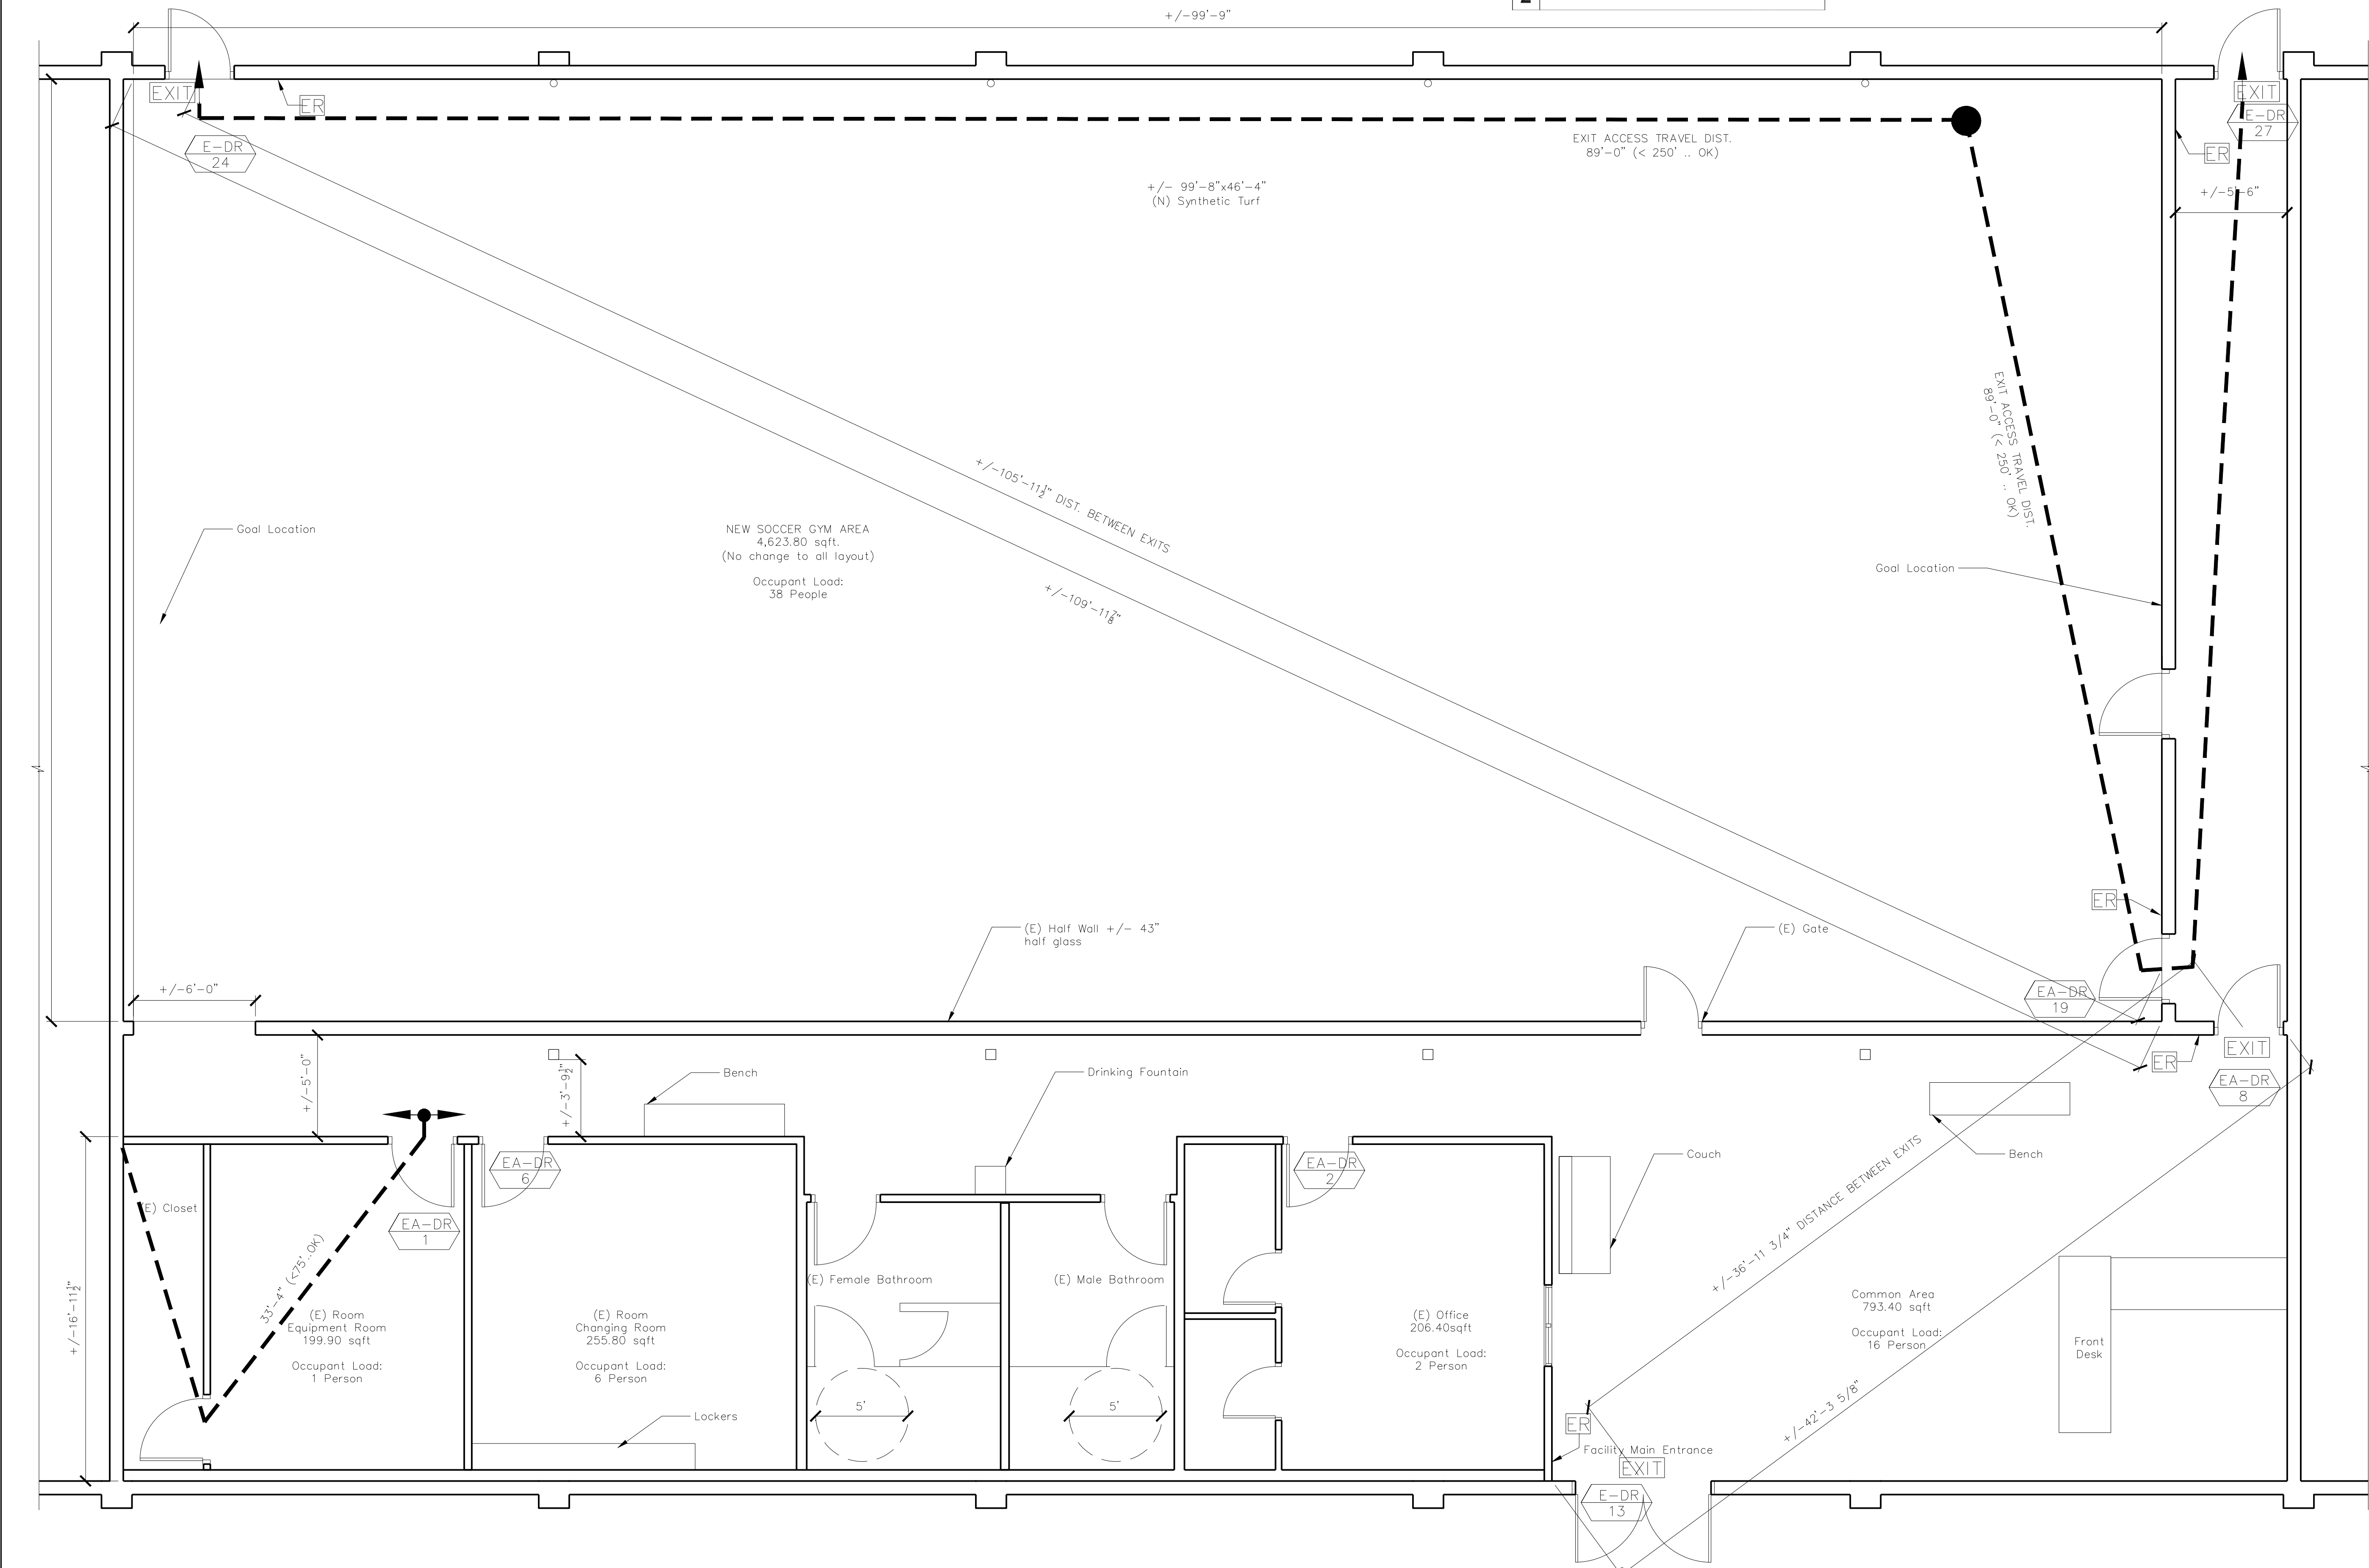 +/-99'-9"
EXIT
ER
E-DR
24
EXIT ACCESS TRAVEL DIST.
89'-0" (< 250' .. OK)
EXIT
E-DR
27
ER
+/-5'-6"
+/- 99'-8"x46'-4"
(N) Synthetic Turf
EXIT ACCESS TRAVEL DIST.
89'-0" (< 250' .. OK)
+/-105'-11½" DIST. BETWEEN EXITS
+/-109'-11⅞"
Goal Location
NEW SOCCER GYM AREA
4,623.80 sqft.
(No change to all layout)
Occupant Load:
38 People
Goal Location
ER
(E) Half Wall +/- 43"
half glass
(E) Gate
+/-6'-0"
EA-DR
19
+/-5'-0"
+/-3'-9½"
Bench
Drinking Fountain
ER
EXIT
EA-DR
8
EA-DR
6
EA-DR
2
Couch
Bench
(E) Closet
EA-DR
1
+/-36'-11 3/4" DISTANCE BETWEEN EXITS
+/-16'-11½"
33'-4" (<75'..OK)
(E) Female Bathroom
(E) Male Bathroom
(E) Room
Equipment Room
199.90 sqft
Occupant Load:
1 Person
(E) Room
Changing Room
255.80 sqft
Occupant Load:
6 Person
(E) Office
206.40sqft
Occupant Load:
2 Person
Common Area
793.40 sqft
Occupant Load:
16 Person
Front
Desk
5'
5'
Lockers
+/-42'-3 5/8"
ER
Facility Main Entrance
EXIT
E-DR
13